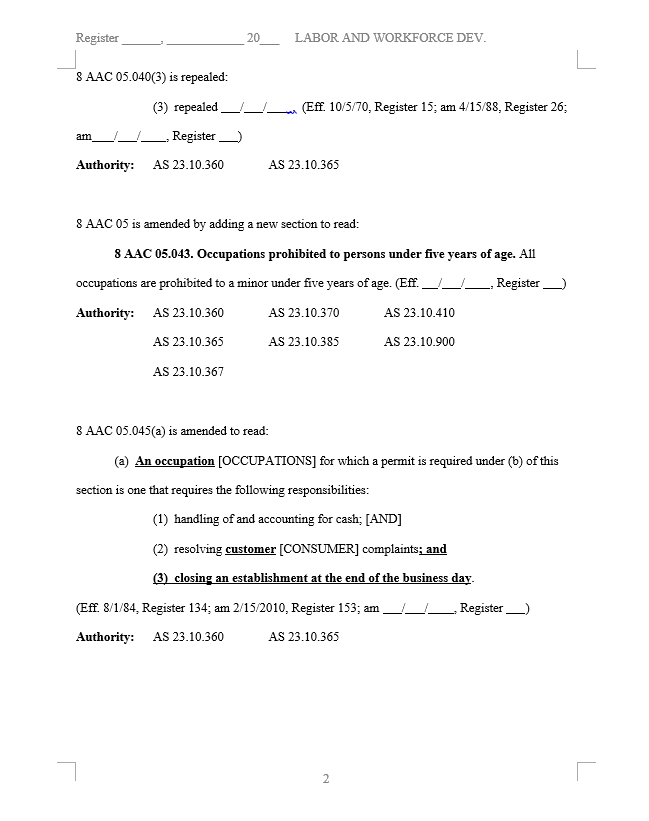 Register ______, ____________ 20___ LABOR AND WORKFORCE DEV.
8 AAC 05.040(3) is repealed:
(3) repealed ___/___/____, (Eff. 10/5/70, Register 15; am 4/15/88, Register 26;
am___/___/____, Register ___)
Authority: AS 23.10.360 AS 23.10.365
8 AAC 05 is amended by adding a new section to read:
8 AAC 05.043. Occupations prohibited to persons under five years of age. All
occupations are prohibited to a minor under five years of age. (Eff. ___/___/____, Register ___)
Authority: AS 23.10.360 AS 23.10.370 AS 23.10.410
AS 23.10.365 AS 23.10.385 AS 23.10.900
AS 23.10.367
8 AAC 05.045(a) is amended to read:
(a) An occupation [OCCUPATIONS] for which a permit is required under (b) of this
section is one that requires the following responsibilities:
(1) handling of and accounting for cash; [AND]
(2) resolving customer [CONSUMER] complaints; and
(3) closing an establishment at the end of the business day.
(Eff. 8/1/84, Register 134; am 2/15/2010, Register 153; am ___/___/____, Register ___)
Authority: AS 23.10.360 AS 23.10.365
2